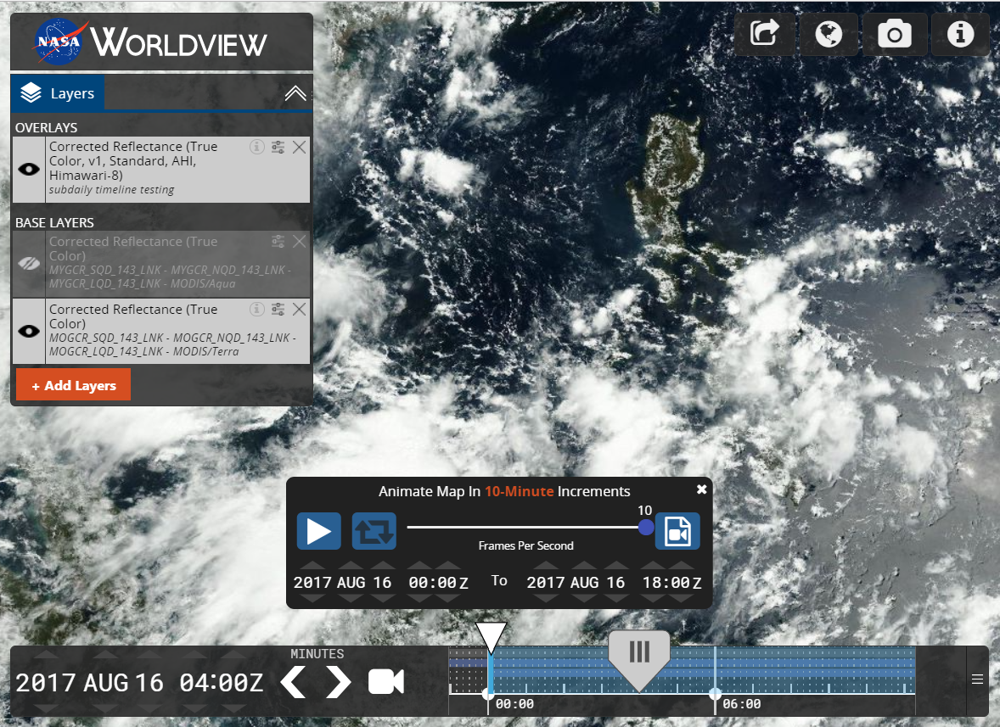 NASA WORLDVIEW
Layers
OVERLAYS
Corrected Reflectance (True
Color, v1, Standard, AHI,
Himawari-8)
subdaily timeline testing
BASE LAYERS
Corrected Reflectance (True
Color)
MYGCR_SQD_143_LNK - MYGCR_NQD_143_LNK -
MYGCR_LQD_143_LNK - MODIS/Aqua
Corrected Reflectance (True
Color)
MOGCR_SQD_143_LNK - MOGCR_NQD_143_LNK -
MOGCR_LQD_143_LNK - MODIS/Terra
+ Add Layers
Animate Map In 10-Minute Increments
10
Frames Per Second
2017 AUG 16 00:00Z To 2017 AUG 16 18:00Z
MINUTES
2017 AUG 16 04:00Z
00:00 06:00